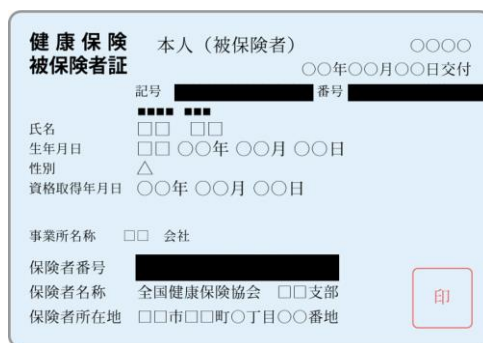 健康保険 本人（被保険者） ○○○○
被保険者証 ○○年○○月○○日交付
記号 番号
■■■■ ■■■
氏名 □□ □□
生年月日 □□ ○○年 ○○月 ○○日
性別 △
資格取得年月日 ○○年 ○○月 ○○日
事業所名称 □□ 会社
保険者番号
保険者名称 全国健康保険協会 □□支部
保険者所在地 □□市□□町○丁目○○番地
印